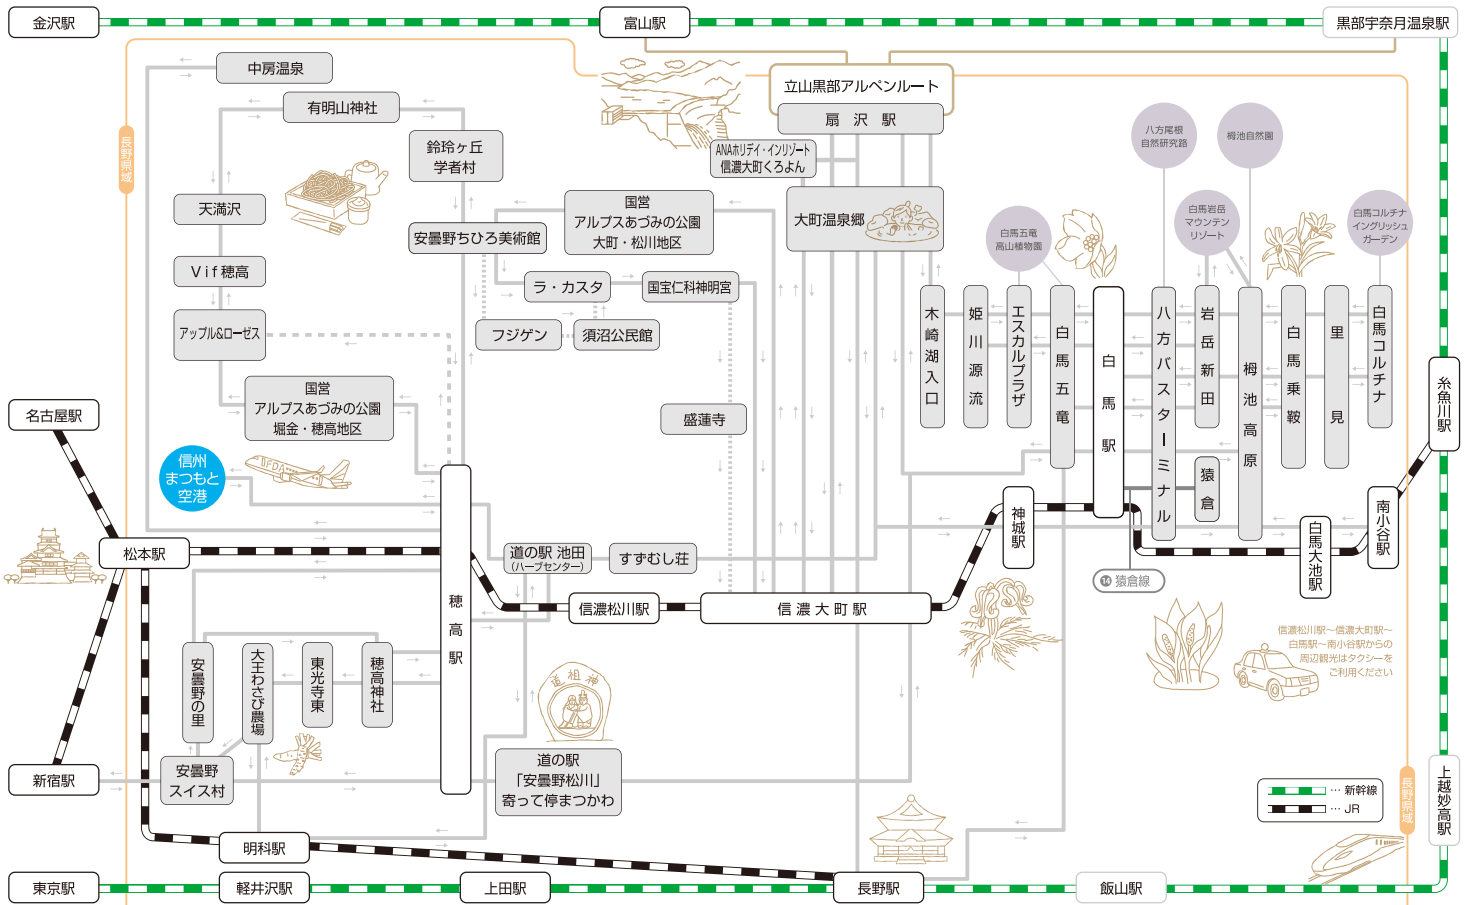 金沢駅
富山駅
黒部宇奈月温泉駅
中房温泉
立山黒部アルペンルート
有明山神社
扇沢駅
長野県域
鈴玲ヶ丘
学者村
ANAホリデイ・インリゾート
信濃大町くろよん
八方尾根
自然研究路
栂池自然園
天満沢
国営
アルプスあづみの公園
大町・松川地区
大町温泉郷
安曇野ちひろ美術館
白馬五竜
高山植物園
白馬岩岳
マウンテン
リゾート
白馬コルチナ
イングリッシュ
ガーデン
Vif穂高
ラ・カスタ
国宝仁科神明宮
アップル&ローゼス
フジゲン
須沼公民館
木崎湖入口
姫川源流
エスカルプラザ
白馬五竜
白馬駅
八方バスターミナル
岩岳新田
栂池高原
白馬乗鞍
里見
白馬コルチナ
糸魚川駅
名古屋駅
国営
アルプスあづみの公園
堀金・穂高地区
盛蓮寺
信州
まつもと
空港
FDA
猿倉
神城駅
南小谷駅
白馬大池駅
松本駅
道の駅 池田
(ハーブセンター)
すずむし荘
⑭ 猿倉線
穂高駅
信濃松川駅
信濃大町駅
信濃松川駅〜信濃大町駅〜
白馬駅〜南小谷駅からの
周辺観光はタクシーを
ご利用ください
安曇野の里
大王わさび農場
東光寺東
穂高神社
道祖神
新宿駅
安曇野
スイス村
道の駅
「安曇野松川」
寄って停まつかわ
… 新幹線
… JR
長野県域
上越妙高駅
明科駅
東京駅
軽井沢駅
上田駅
長野駅
飯山駅